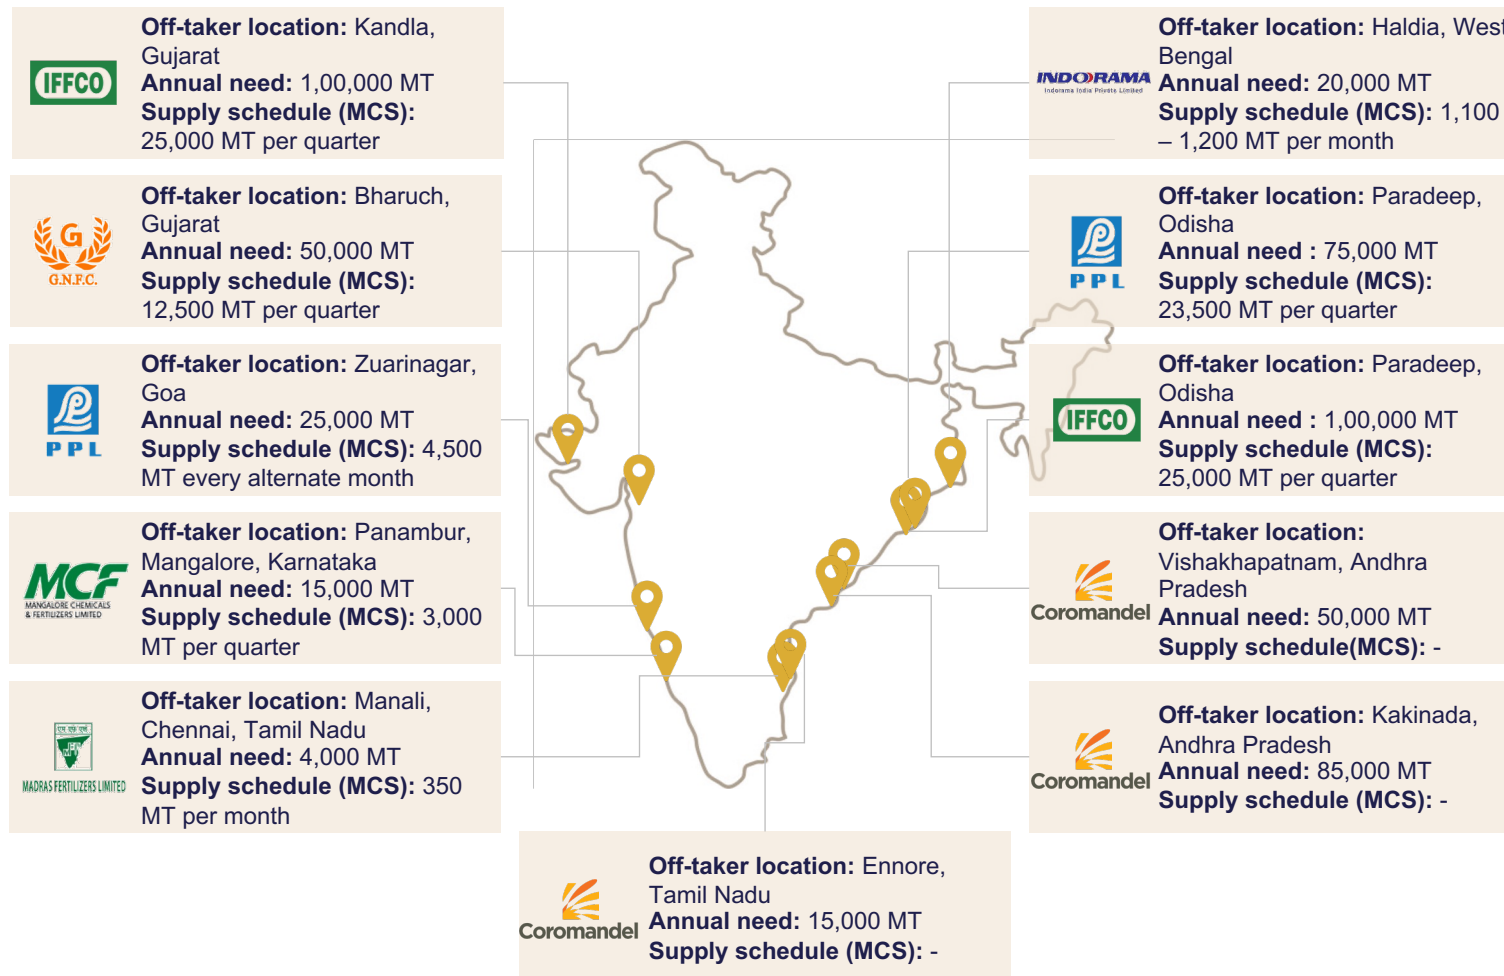 IFFCO
Off-taker location: Kandla,
Gujarat
Annual need: 1,00,000 MT
Supply schedule (MCS):
25,000 MT per quarter
G
G.N.F.C.
Off-taker location: Bharuch,
Gujarat
Annual need: 50,000 MT
Supply schedule (MCS):
12,500 MT per quarter
PPL
Off-taker location: Zuarinagar,
Goa
Annual need: 25,000 MT
Supply schedule (MCS): 4,500
MT every alternate month
MCF
MANGALORE CHEMICALS
& FERTILIZERS LIMITED
Off-taker location: Panambur,
Mangalore, Karnataka
Annual need: 15,000 MT
Supply schedule (MCS): 3,000
MT per quarter
MADRAS FERTILIZERS LIMITED
Off-taker location: Manali,
Chennai, Tamil Nadu
Annual need: 4,000 MT
Supply schedule (MCS): 350
MT per month
Coromandel
Off-taker location: Ennore,
Tamil Nadu
Annual need: 15,000 MT
Supply schedule (MCS): -
INDORAMA
Indorama India Private Limited
Off-taker location: Haldia, West
Bengal
Annual need: 20,000 MT
Supply schedule (MCS): 1,100
– 1,200 MT per month
PPL
Off-taker location: Paradeep,
Odisha
Annual need : 75,000 MT
Supply schedule (MCS):
23,500 MT per quarter
IFFCO
Off-taker location: Paradeep,
Odisha
Annual need : 1,00,000 MT
Supply schedule (MCS):
25,000 MT per quarter
Coromandel
Off-taker location:
Vishakhapatnam, Andhra
Pradesh
Annual need: 50,000 MT
Supply schedule(MCS): -
Coromandel
Off-taker location: Kakinada,
Andhra Pradesh
Annual need: 85,000 MT
Supply schedule (MCS): -